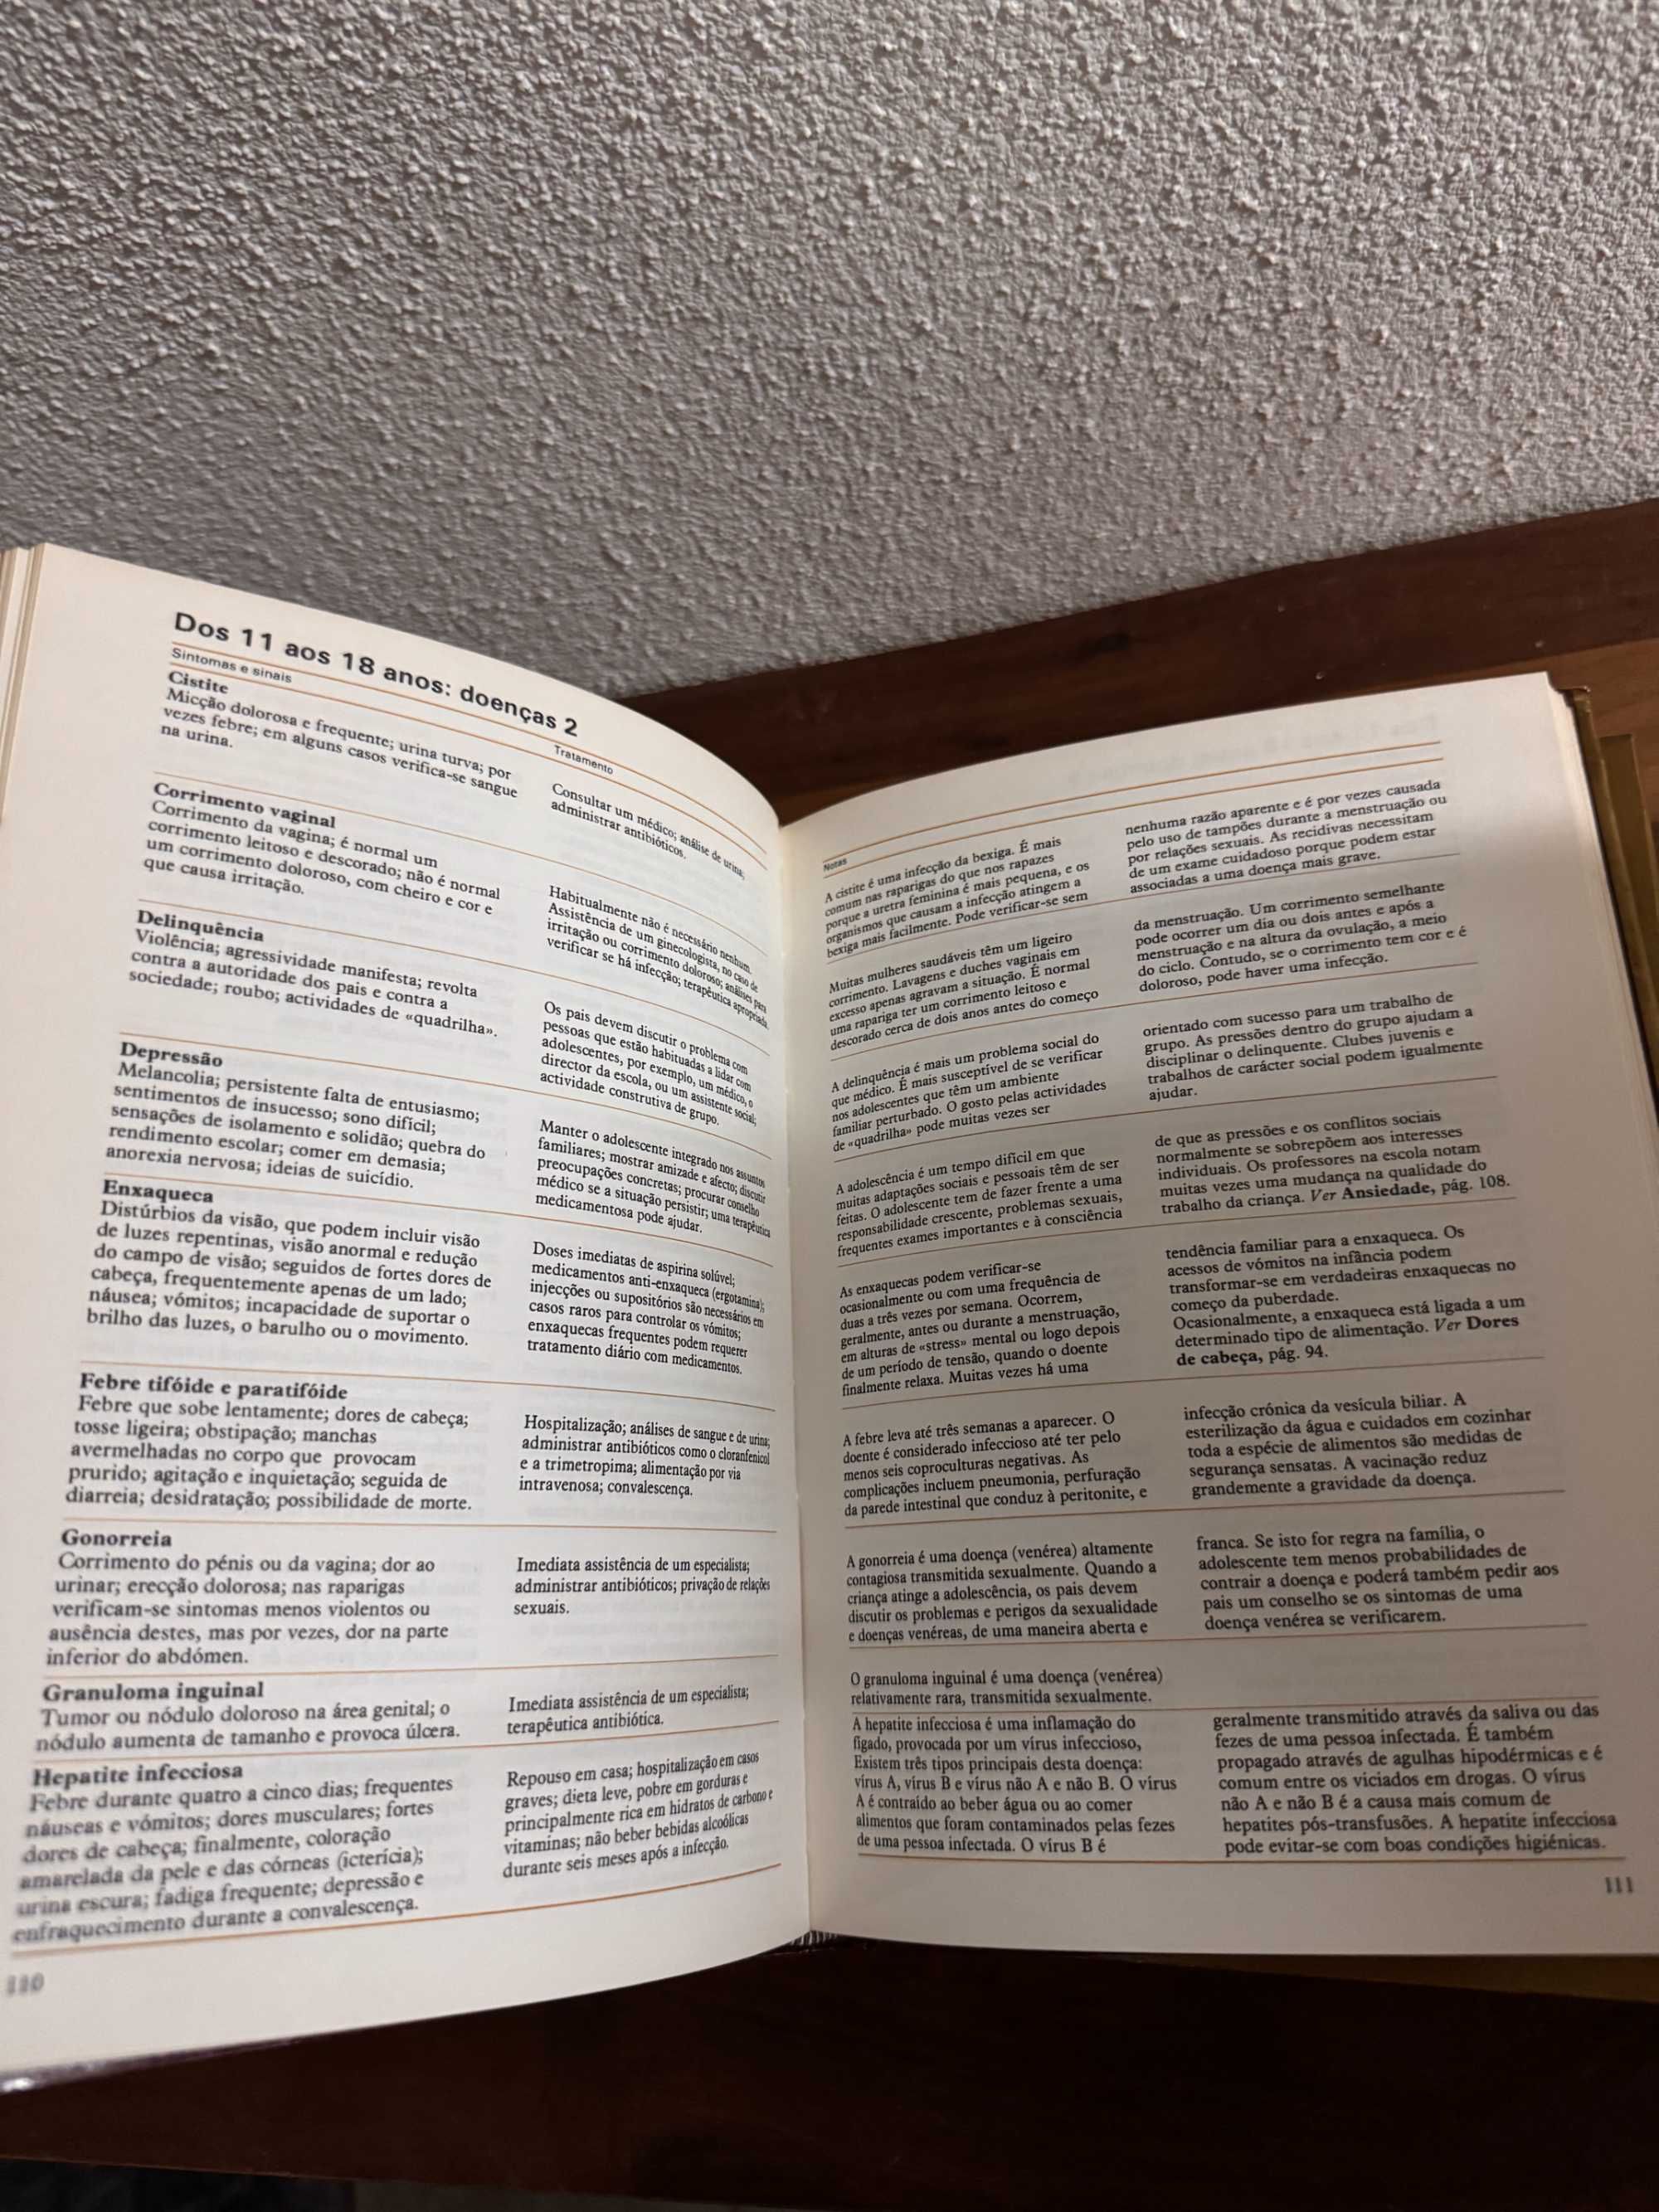 Dos 11 aos 18 anos: doenças 2
Sintomas e sinais
Cistite
Micção dolorosa e frequente; urina turva; por
vezes febre; em alguns casos verifica-se sangue
na urina.
Corrimento vaginal
Corrimento da vagina; é normal um
corrimento leitoso e descorado; não é normal
um corrimento doloroso, com cheiro e cor e
que causa irritação.
Delinquência
Violência; agressividade manifesta; revolta
contra a autoridade dos pais e contra a
sociedade; roubo; actividades de «quadrilha».
Depressão
Melancolia; persistente falta de entusiasmo;
sentimentos de insucesso; sono difícil;
sensações de isolamento e solidão; quebra do
rendimento escolar; comer em demasia;
anorexia nervosa; ideias de suicídio.
Enxaqueca
Distúrbios da visão, que podem incluir visão
de luzes repentinas, visão anormal e redução
do campo de visão; seguidos de fortes dores de
cabeça, frequentemente apenas de um lado;
náusea; vómitos; incapacidade de suportar o
brilho das luzes, o barulho ou o movimento.
Febre tifóide e paratifóide
Febre que sobe lentamente; dores de cabeça;
tosse ligeira; obstipação; manchas
avermelhadas no corpo que provocam
prurido; agitação e inquietação; seguida de
diarreia; desidratação; possibilidade de morte.
Gonorreia
Corrimento do pénis ou da vagina; dor ao
urinar; erecção dolorosa; nas raparigas
verificam-se sintomas menos violentos ou
ausência destes, mas por vezes, dor na parte
inferior do abdómen.
Granuloma inguinal
Tumor ou nódulo doloroso na área genital; o
nódulo aumenta de tamanho e provoca úlcera.
Hepatite infecciosa
Febre durante quatro a cinco dias; frequentes
náuseas e vómitos; dores musculares; fortes
dores de cabeça; finalmente, coloração
amarelada da pele e das córneas (icterícia);
urina escura; fadiga frequente; depressão e
enfraquecimento durante a convalescença.
110
Tratamento
Consultar um médico; análise de urina;
administrar antibióticos.
Habitualmente não é necessário nenhum.
Assistência de um ginecologista, no caso de
irritação ou corrimento doloroso; análises para
verificar se há infecção; terapêutica apropriada.
Os pais devem discutir o problema com
pessoas que estão habituadas a lidar com
adolescentes, por exemplo, um médico, o
director da escola, ou um assistente social;
actividade construtiva de grupo.
Manter o adolescente integrado nos assuntos
familiares; mostrar amizade e afecto; discutir
preocupações concretas; procurar conselho
médico se a situação persistir; uma terapêutica
medicamentosa pode ajudar.
Doses imediatas de aspirina solúvel;
medicamentos anti-enxaqueca (ergotamina);
injecções ou supositórios são necessários em
casos raros para controlar os vómitos;
enxaquecas frequentes podem requerer
tratamento diário com medicamentos.
Hospitalização; análises de sangue e de urina;
administrar antibióticos como o cloranfenicol
e a trimetropima; alimentação por via
intravenosa; convalescença.
Imediata assistência de um especialista;
administrar antibióticos; privação de relações
sexuais.
Imediata assistência de um especialista;
terapêutica antibiótica.
Repouso em casa; hospitalização em casos
graves; dieta leve, pobre em gorduras e
principalmente rica em hidratos de carbono e
vitaminas; não beber bebidas alcoólicas
durante seis meses após a infecção.
Notas
A cistite é uma infecção da bexiga. É mais
comum nas raparigas do que nos rapazes
porque a uretra feminina é mais pequena, e os
organismos que causam a infecção atingem a
bexiga mais facilmente. Pode verificar-se sem
nenhuma razão aparente e é por vezes causada
pelo uso de tampões durante a menstruação ou
por relações sexuais. As recidivas necessitam
de um exame cuidadoso porque podem estar
associadas a uma doença mais grave.
Muitas mulheres saudáveis têm um ligeiro
corrimento. Lavagens e duches vaginais em
excesso apenas agravam a situação. É normal
uma rapariga ter um corrimento leitoso e
descorado cerca de dois anos antes do começo
da menstruação. Um corrimento semelhante
pode ocorrer um dia ou dois antes e após a
menstruação e na altura da ovulação, a meio
do ciclo. Contudo, se o corrimento tem cor e é
doloroso, pode haver uma infecção.
A delinquência é mais um problema social do
que médico. É mais susceptível de se verificar
nos adolescentes que têm um ambiente
familiar perturbado. O gosto pelas actividades
de «quadrilha» pode muitas vezes ser
orientado com sucesso para um trabalho de
grupo. As pressões dentro do grupo ajudam a
disciplinar o delinquente. Clubes juvenis e
trabalhos de carácter social podem igualmente
ajudar.
A adolescência é um tempo difícil em que
muitas adaptações sociais e pessoais têm de ser
feitas. O adolescente tem de fazer frente a uma
responsabilidade crescente, problemas sexuais,
frequentes exames importantes e à consciência
de que as pressões e os conflitos sociais
normalmente se sobrepõem aos interesses
individuais. Os professores na escola notam
muitas vezes uma mudança na qualidade do
trabalho da criança. Ver Ansiedade, pág. 108.
As enxaquecas podem verificar-se
ocasionalmente ou com uma frequência de
duas a três vezes por semana. Ocorrem,
geralmente, antes ou durante a menstruação,
em alturas de «stress» mental ou logo depois
de um período de tensão, quando o doente
finalmente relaxa. Muitas vezes há uma
tendência familiar para a enxaqueca. Os
acessos de vómitos na infância podem
transformar-se em verdadeiras enxaquecas no
começo da puberdade.
Ocasionalmente, a enxaqueca está ligada a um
determinado tipo de alimentação. Ver Dores
de cabeça, pág. 94.
A febre leva até três semanas a aparecer. O
doente é considerado infeccioso até ter pelo
menos seis coproculturas negativas. As
complicações incluem pneumonia, perfuração
da parede intestinal que conduz à peritonite, e
infecção crónica da vesícula biliar. A
esterilização da água e cuidados em cozinhar
toda a espécie de alimentos são medidas de
segurança sensatas. A vacinação reduz
grandemente a gravidade da doença.
A gonorreia é uma doença (venérea) altamente
contagiosa transmitida sexualmente. Quando a
criança atinge a adolescência, os pais devem
discutir os problemas e perigos da sexualidade
e doenças venéreas, de uma maneira aberta e
franca. Se isto for regra na família, o
adolescente tem menos probabilidades de
contrair a doença e poderá também pedir aos
pais um conselho se os sintomas de uma
doença venérea se verificarem.
O granuloma inguinal é uma doença (venérea)
relativamente rara, transmitida sexualmente.
A hepatite infecciosa é uma inflamação do
fígado, provocada por um vírus infeccioso,
Existem três tipos principais desta doença:
vírus A, vírus B e vírus não A e não B. O vírus
A é contraído ao beber água ou ao comer
alimentos que foram contaminados pelas fezes
de uma pessoa infectada. O vírus B é
geralmente transmitido através da saliva ou das
fezes de uma pessoa infectada. É também
propagado através de agulhas hipodérmicas e é
comum entre os viciados em drogas. O vírus
não A e não B é a causa mais comum de
hepatites pós-transfusões. A hepatite infecciosa
pode evitar-se com boas condições higiénicas.
111